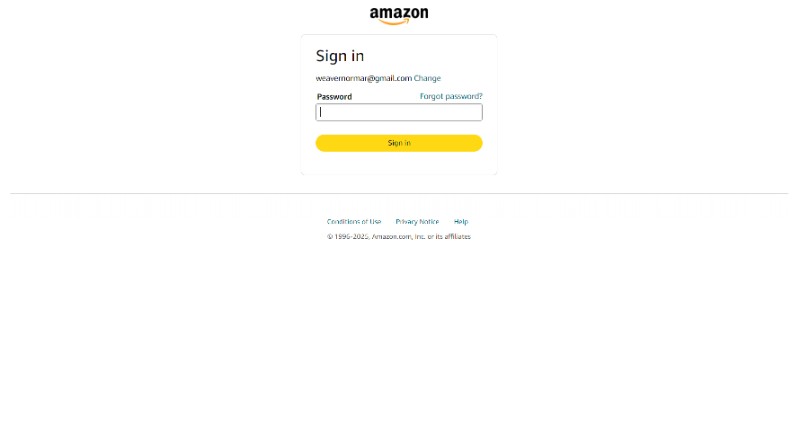 amazon
Sign in
weavernormar@gmail.com Change
Password Forgot password?
Sign in
Conditions of Use Privacy Notice Help
© 1996-2025, Amazon.com, Inc. or its affiliates